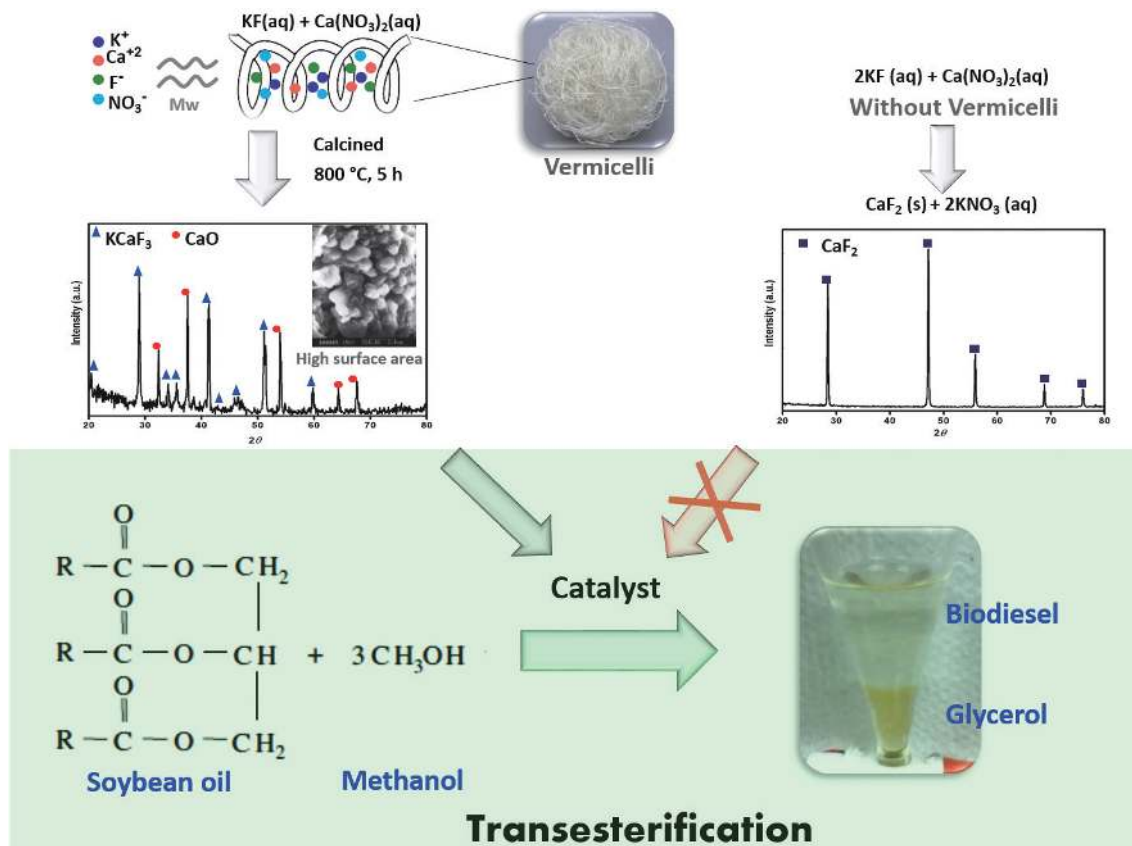 KF(aq) + Ca(NO₃)₂(aq)
K⁺
Ca⁺²
F⁻
NO₃⁻
Mw
Vermicelli
Calcined
800 °C, 5 h
2KF (aq) + Ca(NO₃)₂(aq)
Without Vermicelli
CaF₂ (s) + 2KNO₃ (aq)
KCaF₃
CaO
High surface area
Intensity (a.u.)
20 30 40 50 60 70 80
2θ
CaF₂
Intensity (a.u.)
20 30 40 50 60 70 80
2θ
O
R — C — O — CH₂
O
R — C — O — CH + 3 CH₃OH
O
R — C — O — CH₂
Soybean oil
Methanol
Catalyst
Biodiesel
Glycerol
Transesterification